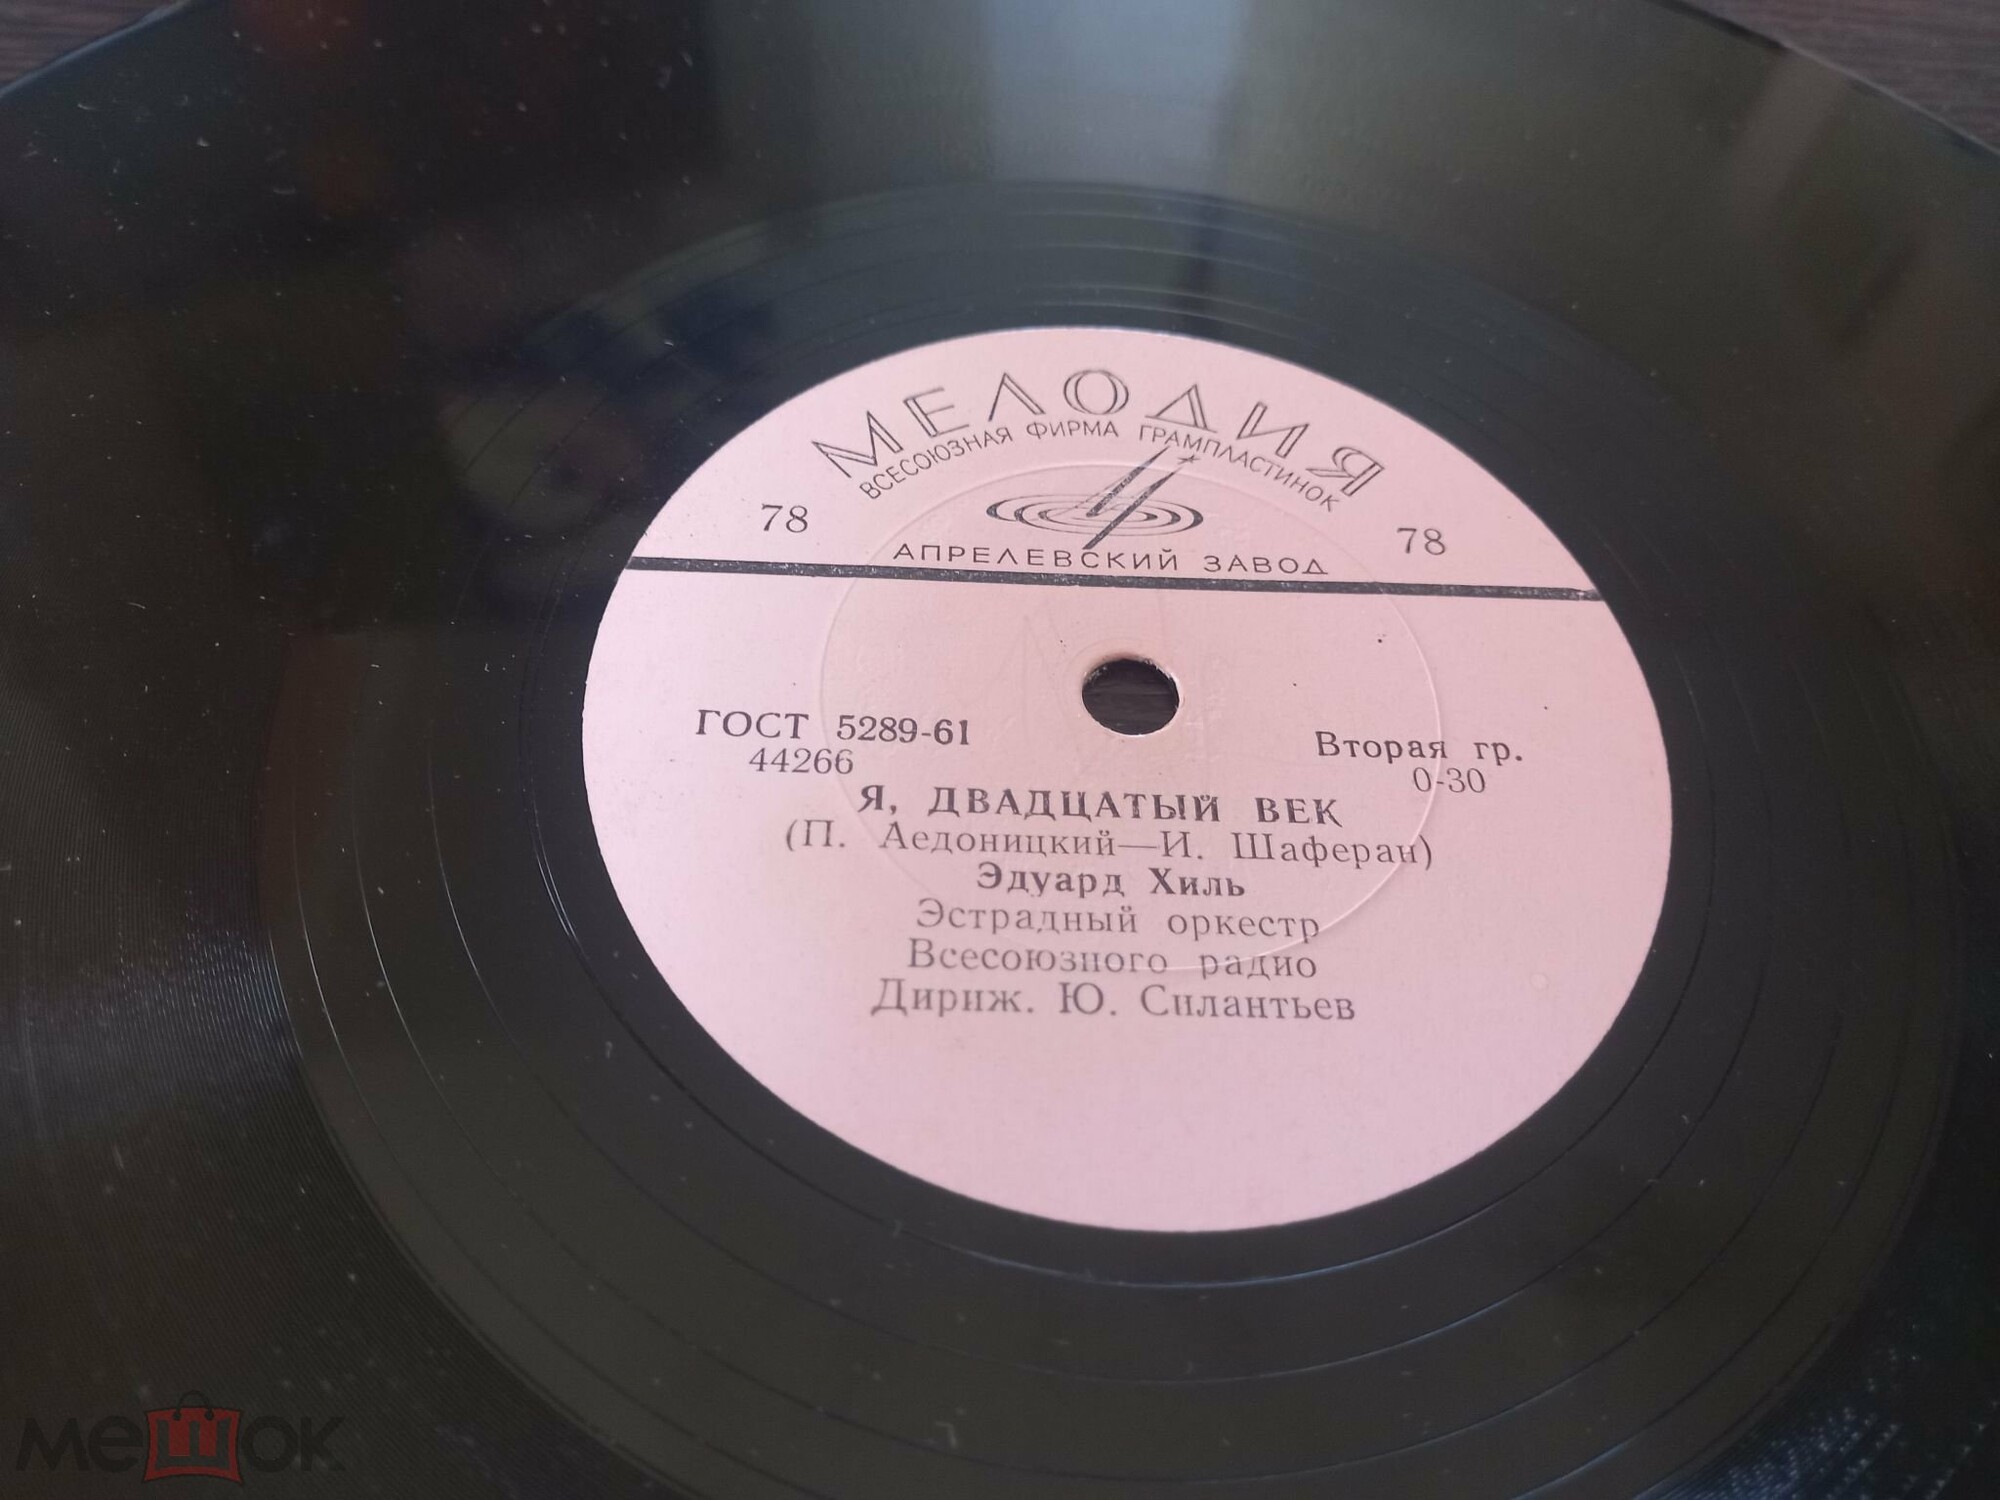 МЕЛОДИЯ
ВСЕСОЮЗНАЯ ФИРМА ГРАМПЛАСТИНОК
78 78
АПРЕЛЕВСКИЙ ЗАВОД
ГОСТ 5289-61 Вторая гр.
44266 0-30
Я, ДВАДЦАТЫЙ ВЕК
(П. Аедоницкий—И. Шаферан)
Эдуард Хиль
Эстрадный оркестр
Всесоюзного радио
Дириж. Ю. Силантьев
мешок